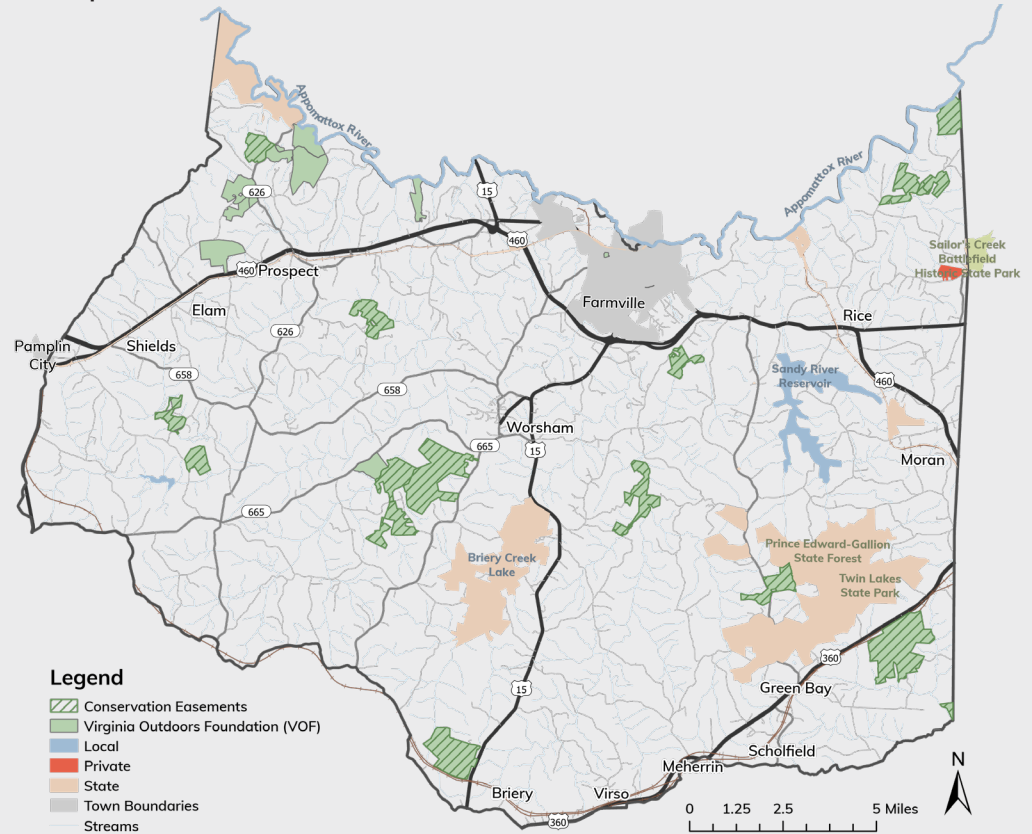 Appomattox River
Appomattox River
15
626
460
Sailor's Creek
Battlefield
Historic State Park
460
Prospect
Elam
Farmville
Rice
626
Pamplin
City
Shields
658
Sandy River
Reservoir
460
658
Worsham
665
15
Moran
665
Prince Edward-Gallion
State Forest
Briery Creek
Lake
Twin Lakes
State Park
360
Legend
Conservation Easements
Virginia Outdoors Foundation (VOF)
Local
Private
State
Town Boundaries
Streams
15
Green Bay
Scholfield
Meherrin
Briery
Virso
360
N
0 1.25 2.5 5 Miles